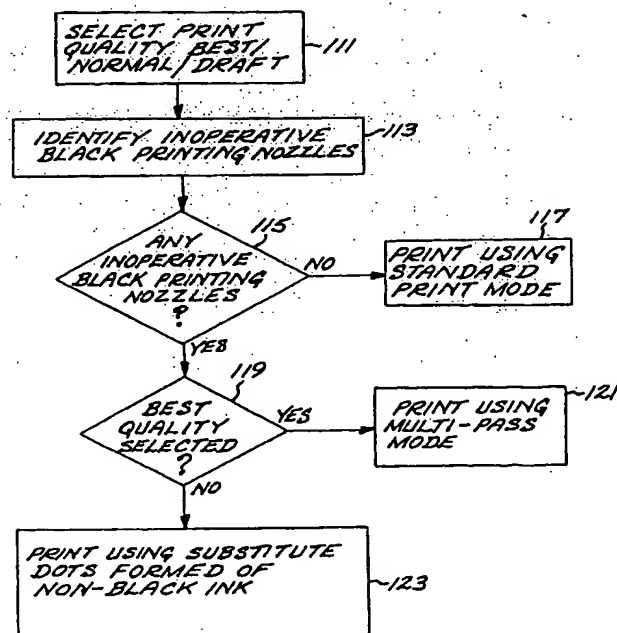 SELECT PRINT
QUALITY BEST/
NORMAL/DRAFT
111
IDENTIFY INOPERATIVE
BLACK PRINTING NOZZLES
113
ANY
INOPERATIVE
BLACK PRINTING
NOZZLES
?
115
NO
PRINT USING
STANDARD
PRINT MODE
117
YES
BEST
QUALITY
SELECTED
?
119
YES
PRINT USING
MULTI-PASS
MODE
121
NO
PRINT USING SUBSTITUTE
DOTS FORMED OF
NON-BLACK INK
123